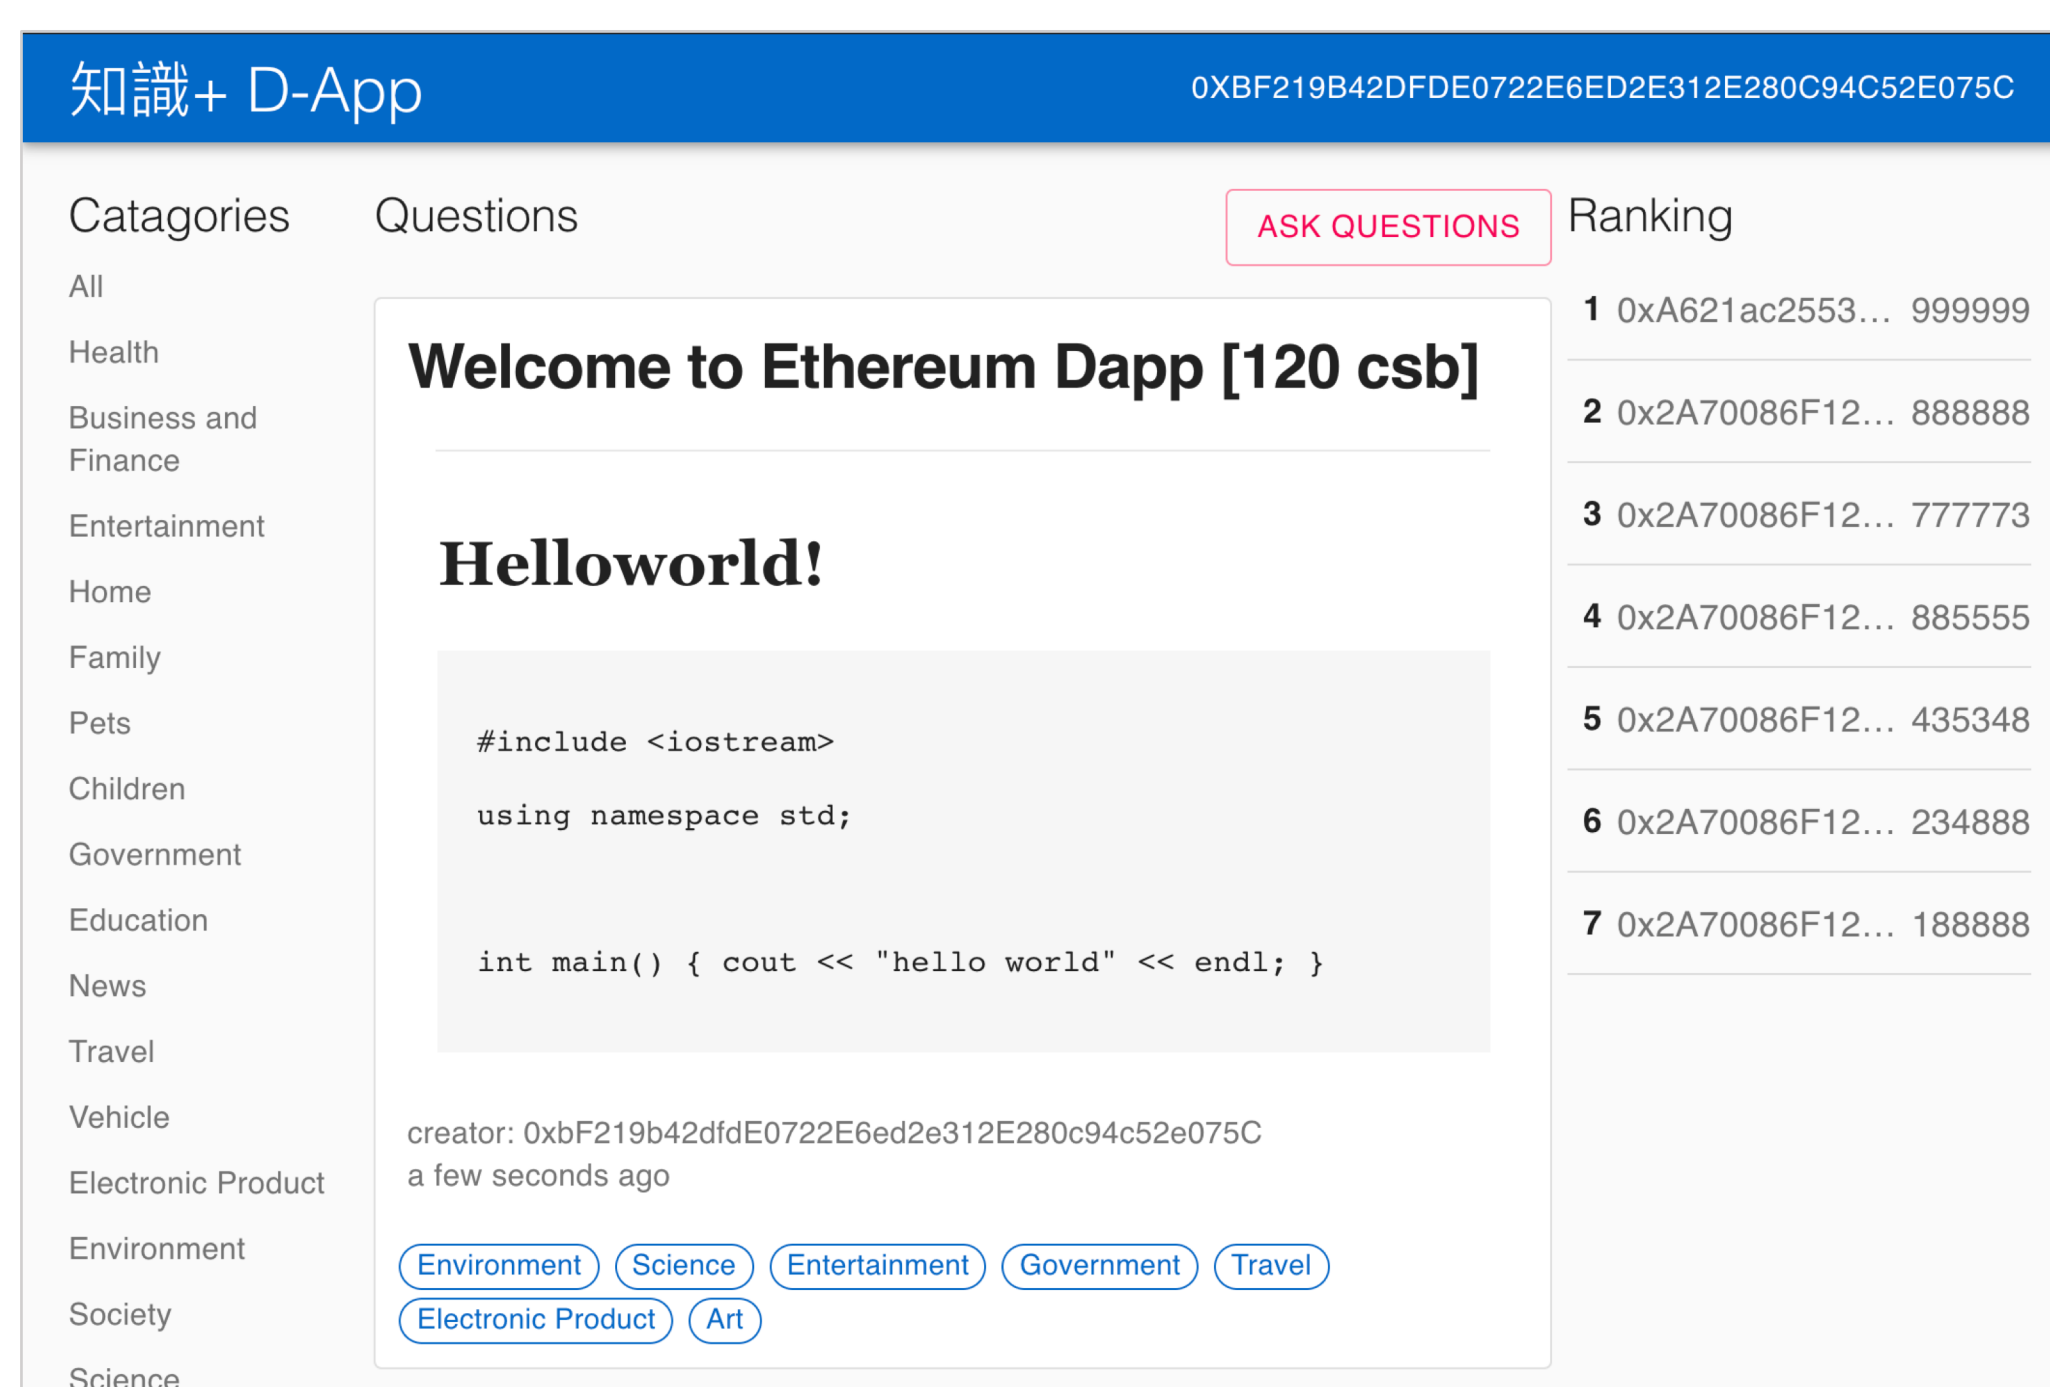 知識+ D-App
0XBF219B42DFDE0722E6ED2E312E280C94C52E075C
Catagories
All
Health
Business and
Finance
Entertainment
Home
Family
Pets
Children
Government
Education
News
Travel
Vehicle
Electronic Product
Environment
Society
Science
Questions
ASK QUESTIONS
Welcome to Ethereum Dapp [120 csb]
Helloworld!
#include <iostream>
using namespace std;
int main() { cout << "hello world" << endl; }
creator: 0xbF219b42dfdE0722E6ed2e312E280c94c52e075C
a few seconds ago
Environment Science Entertainment Government Travel
Electronic Product Art
Ranking
1 0xA621ac2553... 999999
2 0x2A70086F12... 888888
3 0x2A70086F12... 777773
4 0x2A70086F12... 885555
5 0x2A70086F12... 435348
6 0x2A70086F12... 234888
7 0x2A70086F12... 188888